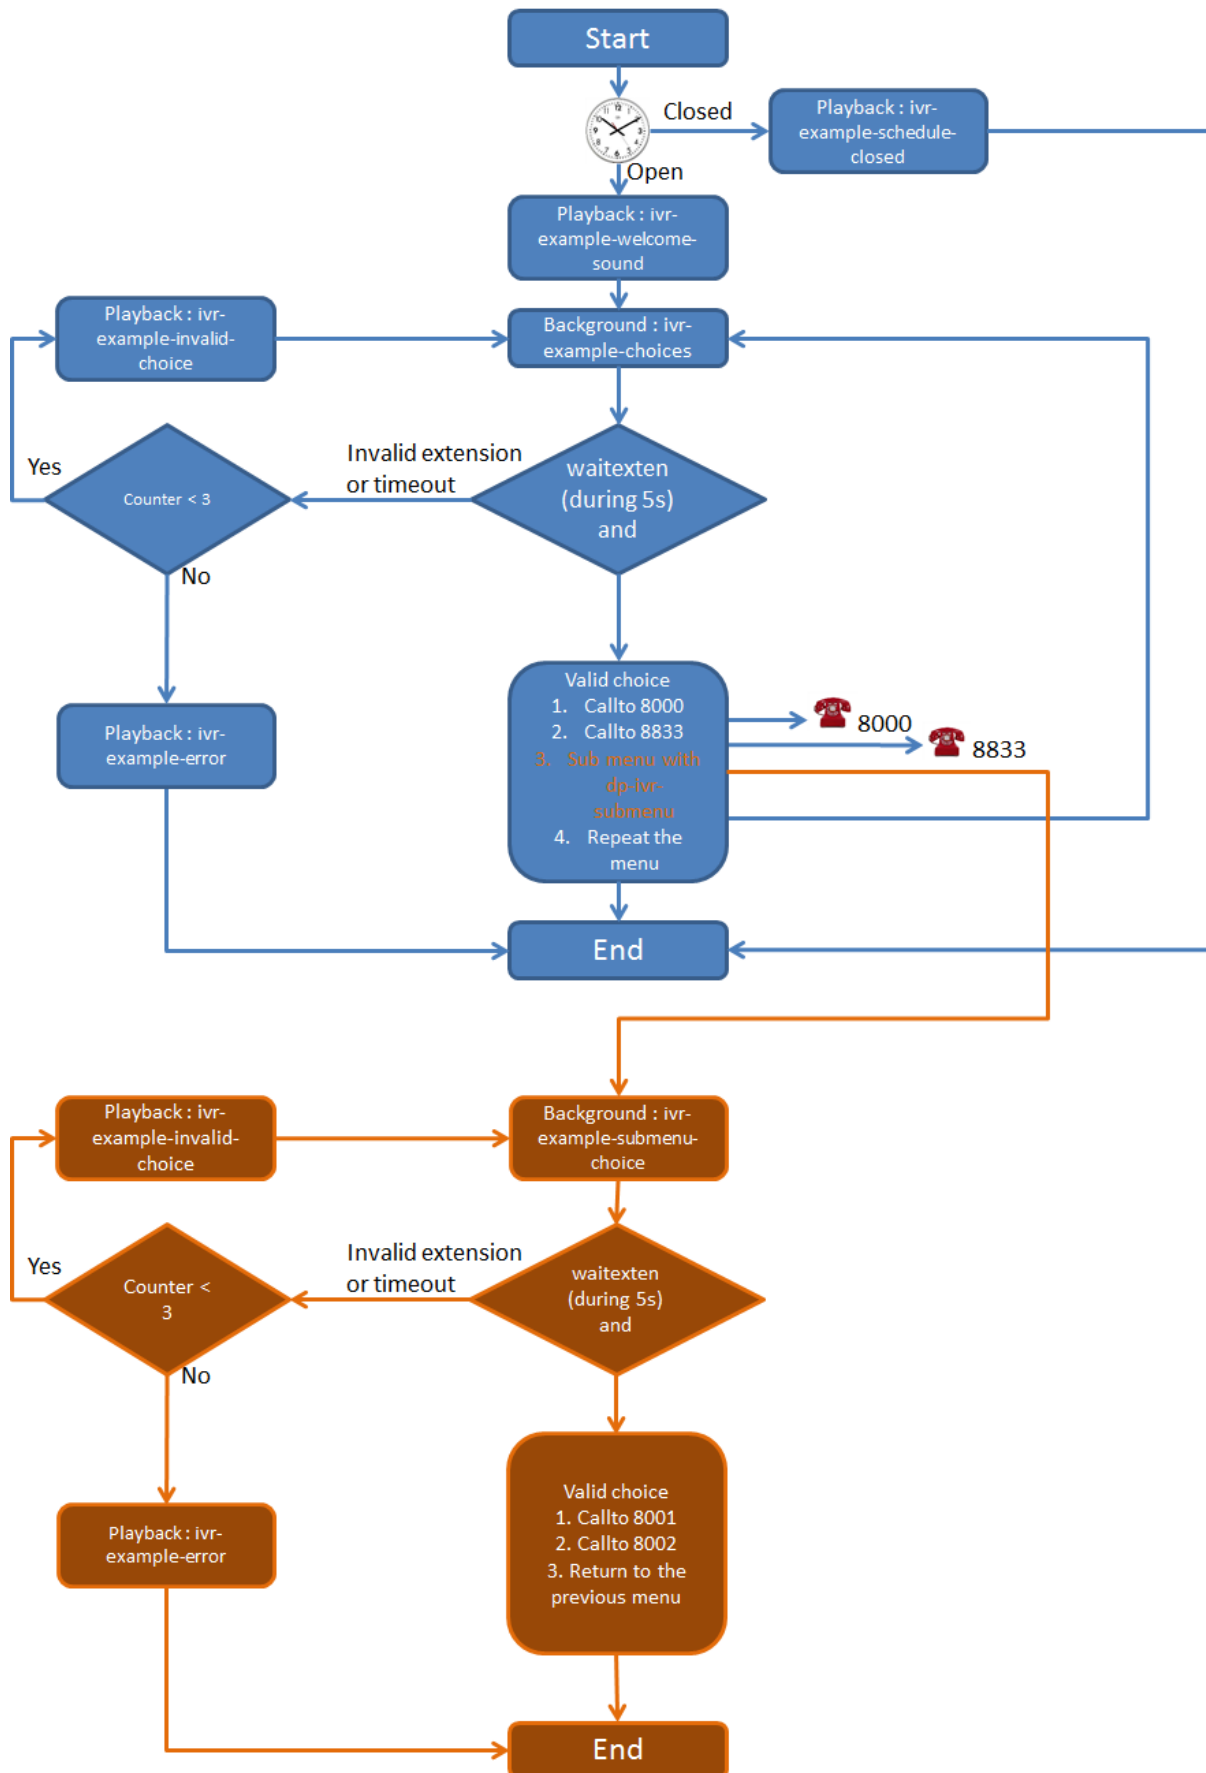 Start
Closed
Playback : ivr-
example-schedule-
closed
Open
Playback : ivr-
example-welcome-
sound
Playback : ivr-
example-invalid-
choice
Background : ivr-
example-choices
Yes
Counter < 3
Invalid extension
or timeout
waitexten
(during 5s)
and
No
Valid choice
1. Callto 8000
2. Callto 8833
3. Sub menu with
dp-ivr-
submenu
4. Repeat the
menu
8000
8833
Playback : ivr-
example-error
End
Playback : ivr-
example-invalid-
choice
Background : ivr-
example-submenu-
choice
Yes
Counter <
3
Invalid extension
or timeout
waitexten
(during 5s)
and
No
Valid choice
1. Callto 8001
2. Callto 8002
3. Return to the
previous menu
Playback : ivr-
example-error
End